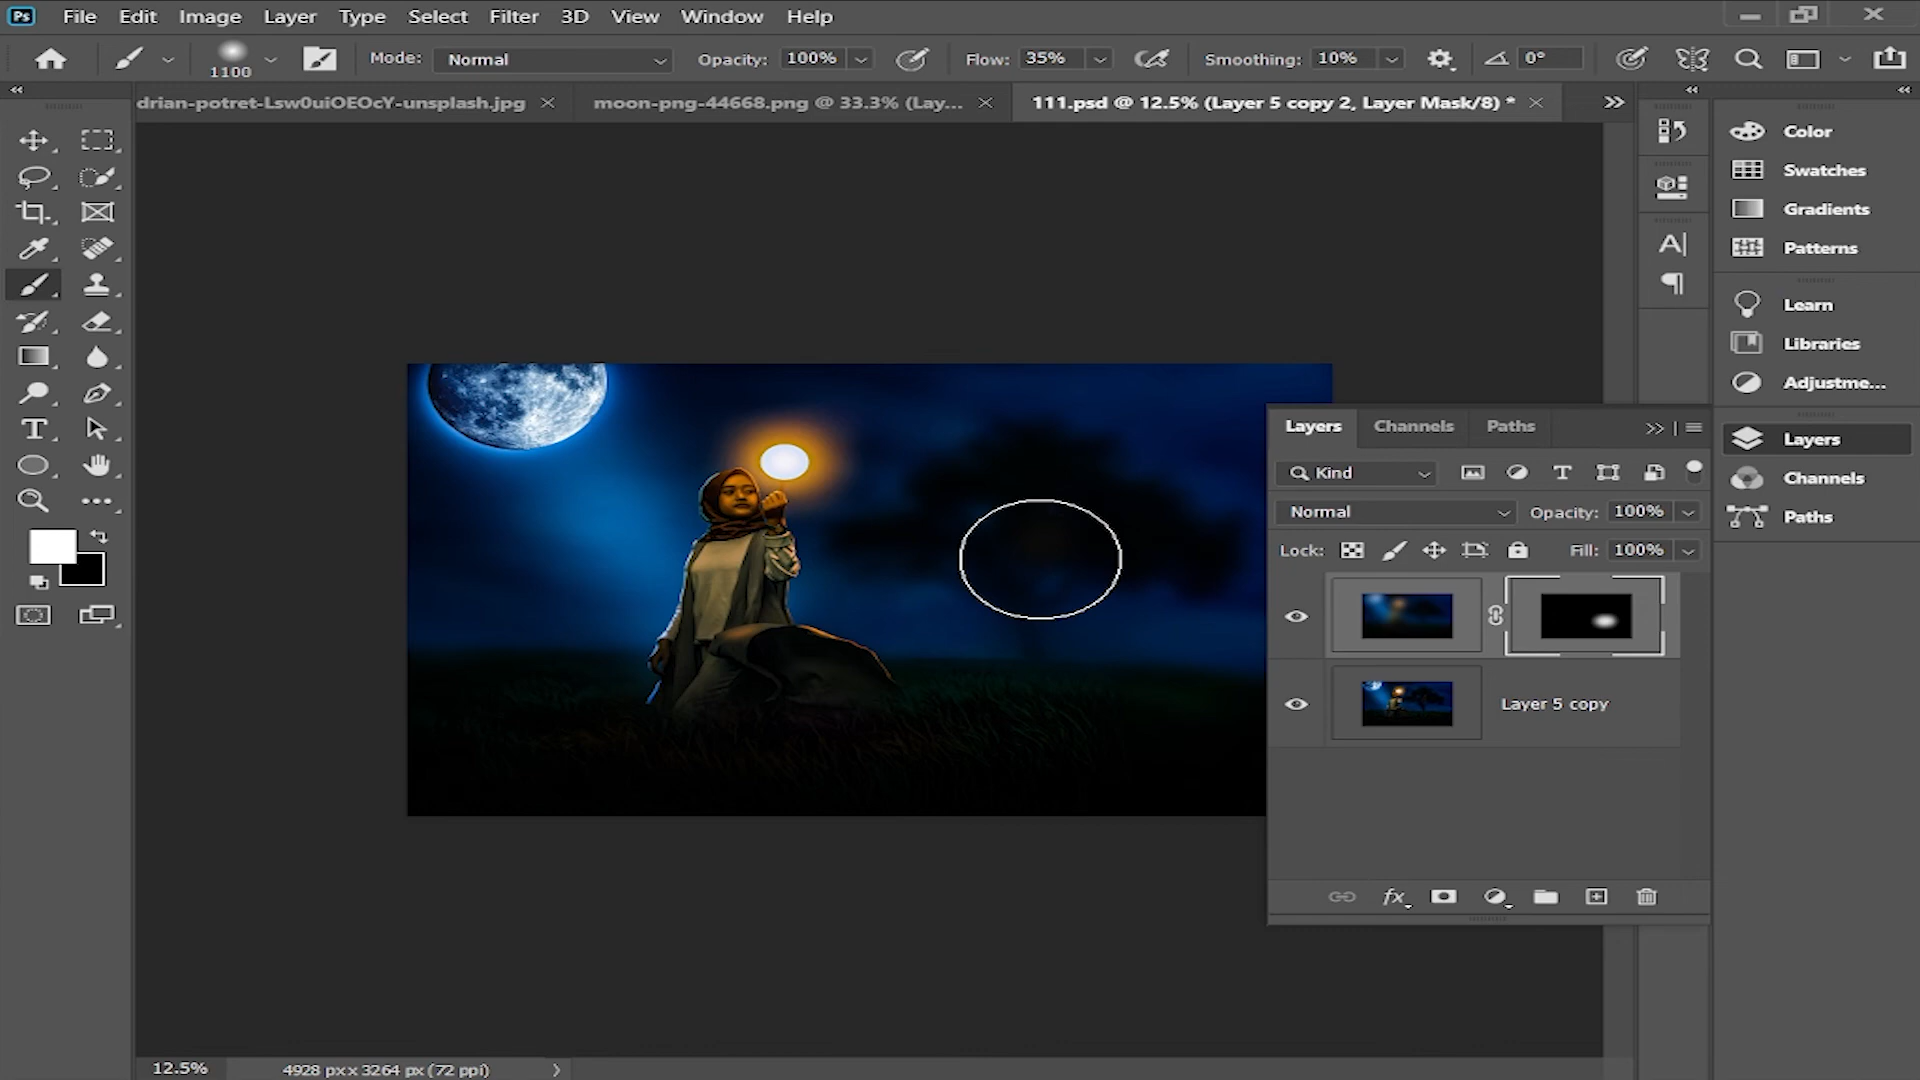 Ps File Edit Image Layer Type Select Filter 3D View Window Help
1100 Mode: Normal Opacity: 100% Flow: 35% Smoothing: 10% 0°
drian-potret-Lsw0uiOEOcY-unsplash.jpg moon-png-44668.png @ 33.3% (Lay... 111.psd @ 12.5% (Layer 5 copy 2, Layer Mask/8) *
Color
Swatches
Gradients
Patterns
Learn
Libraries
Adjustme...
Layers
Channels
Paths
Layers Channels Paths
Kind
Normal Opacity: 100%
Lock: Fill: 100%
Layer 5 copy
12.5% 4928 px x 3264 px (72 ppi)